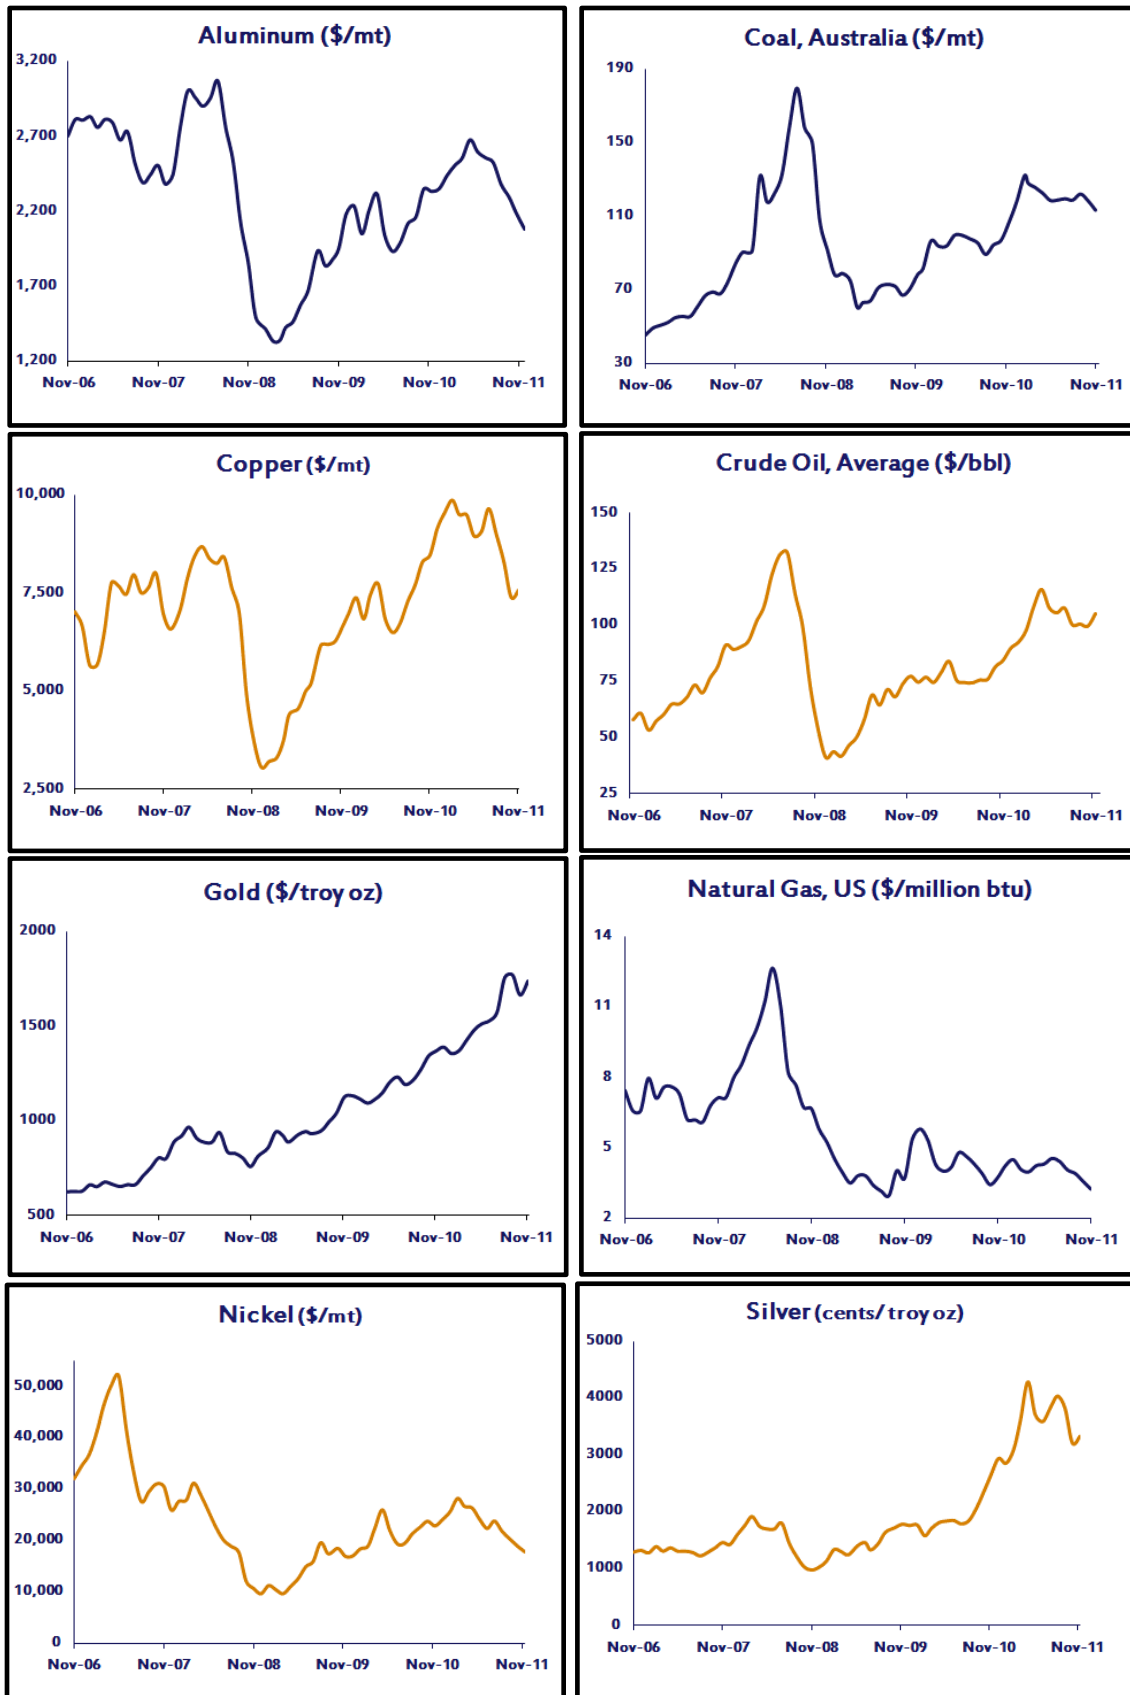 Aluminum ($/mt)
3,200
2,700
2,200
1,700
1,200
Nov-06 Nov-07 Nov-08 Nov-09 Nov-10 Nov-11
Coal, Australia ($/mt)
190
150
110
70
30
Nov-06 Nov-07 Nov-08 Nov-09 Nov-10 Nov-11
Copper ($/mt)
10,000
7,500
5,000
2,500
Nov-06 Nov-07 Nov-08 Nov-09 Nov-10 Nov-11
Crude Oil, Average ($/bbl)
150
125
100
75
50
25
Nov-06 Nov-07 Nov-08 Nov-09 Nov-10 Nov-11
Gold ($/troy oz)
2000
1500
1000
500
Nov-06 Nov-07 Nov-08 Nov-09 Nov-10 Nov-11
Natural Gas, US ($/million btu)
14
11
8
5
2
Nov-06 Nov-07 Nov-08 Nov-09 Nov-10 Nov-11
Nickel ($/mt)
50,000
40,000
30,000
20,000
10,000
0
Nov-06 Nov-07 Nov-08 Nov-09 Nov-10 Nov-11
Silver (cents/ troy oz)
5000
4000
3000
2000
1000
0
Nov-06 Nov-07 Nov-08 Nov-09 Nov-10 Nov-11